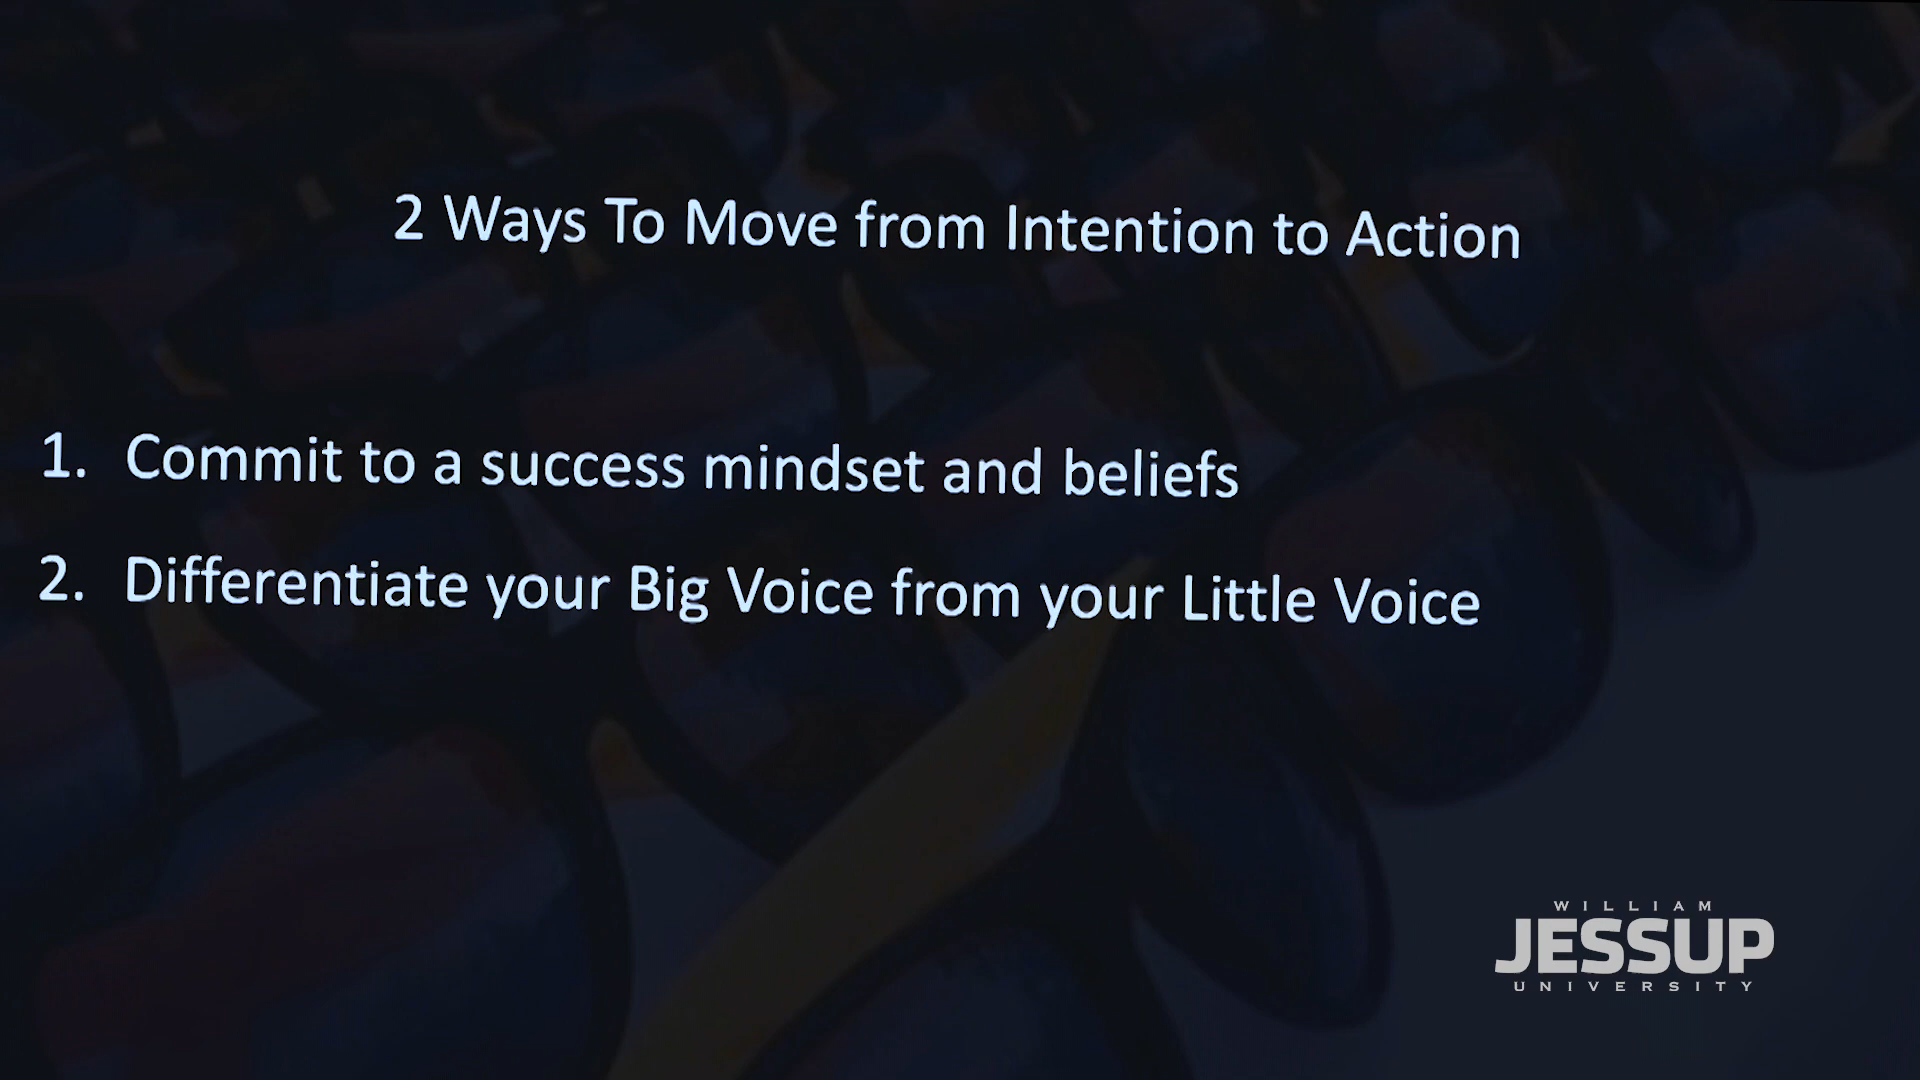 2 Ways To Move from Intention to Action
1. Commit to a success mindset and beliefs
2. Differentiate your Big Voice from your Little Voice
WILLIAM
JESSUP
UNIVERSITY